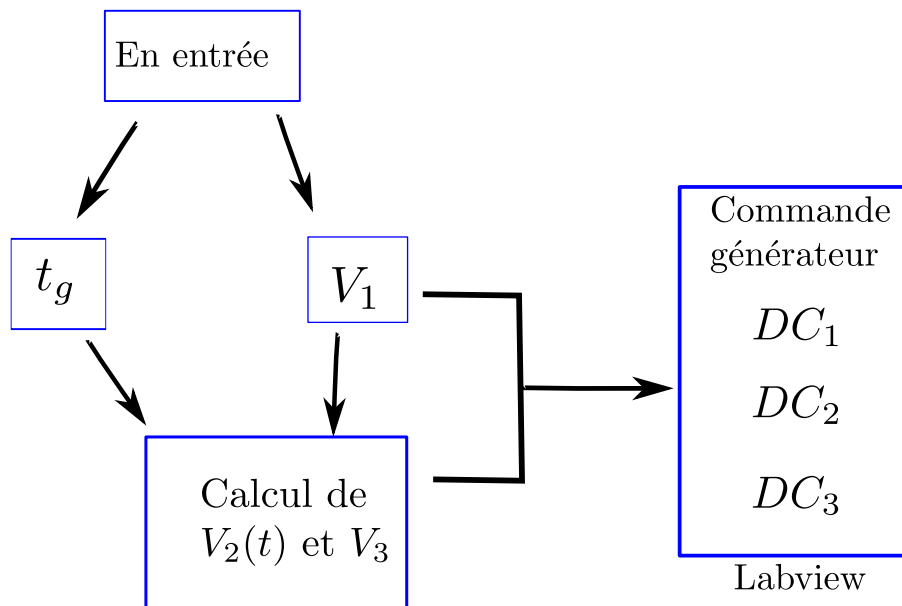 En entrée
t_g
V_1
Calcul de
V_2(t) et V_3
Commande
générateur
DC_1
DC_2
DC_3
Labview